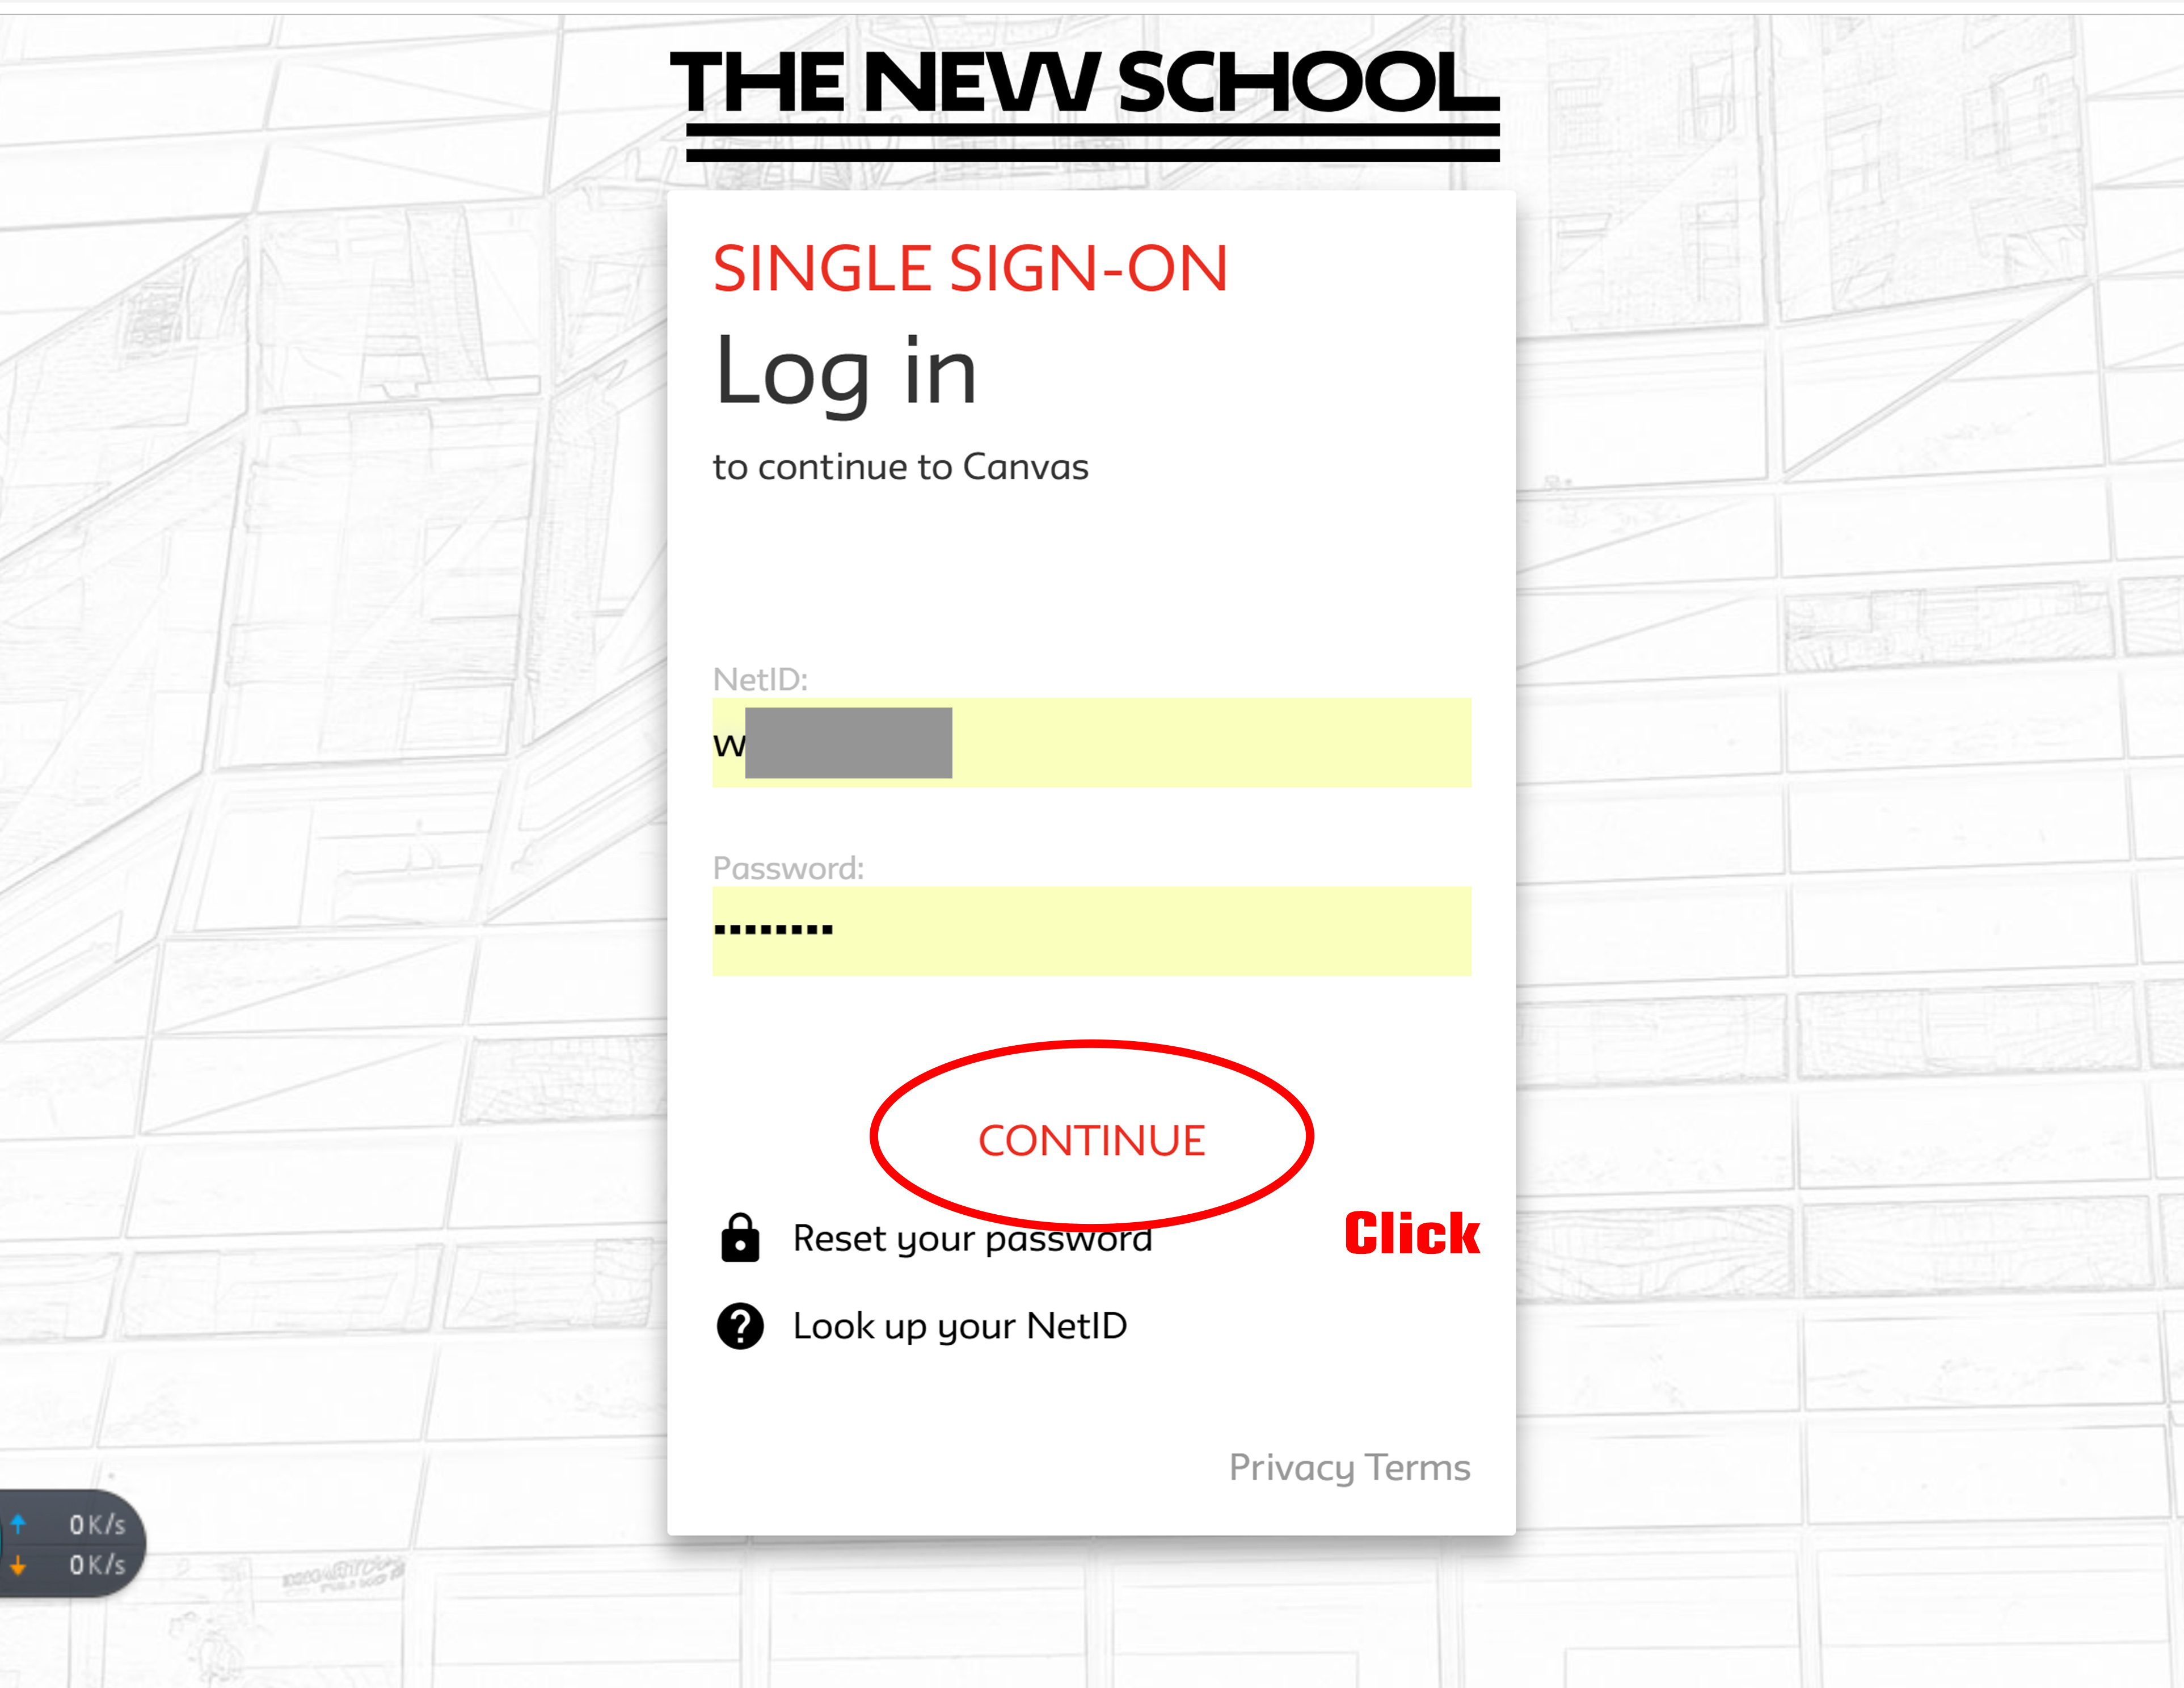 THE NEW SCHOOL
SINGLE SIGN-ON
Log in
to continue to Canvas
NetID:
w
Password:
CONTINUE
Reset your password
Click
Look up your NetID
Privacy Terms
0K/s
0K/s